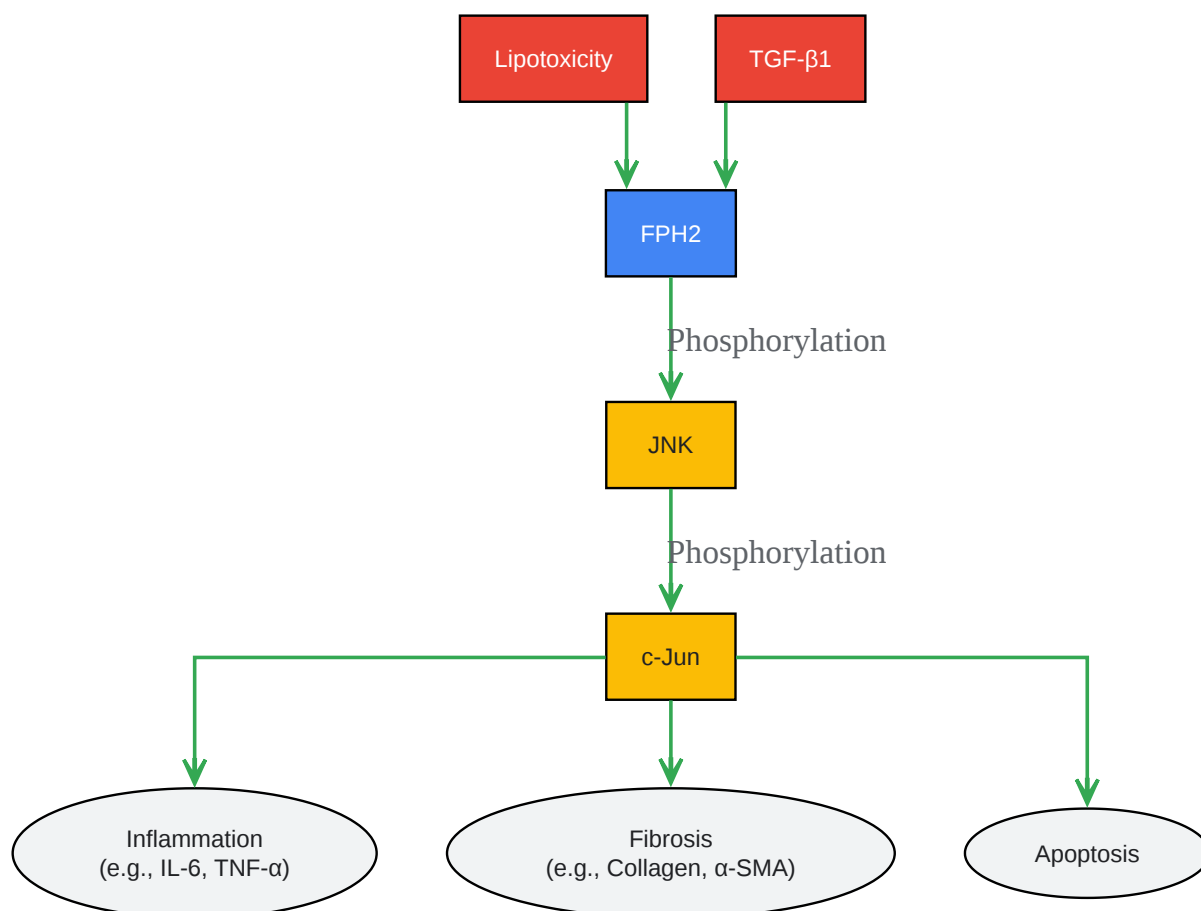 Lipotoxicity
TGF-β1
FPH2
Phosphorylation
JNK
Phosphorylation
c-Jun
Inflammation
(e.g., IL-6, TNF-α)
Fibrosis
(e.g., Collagen, α-SMA)
Apoptosis